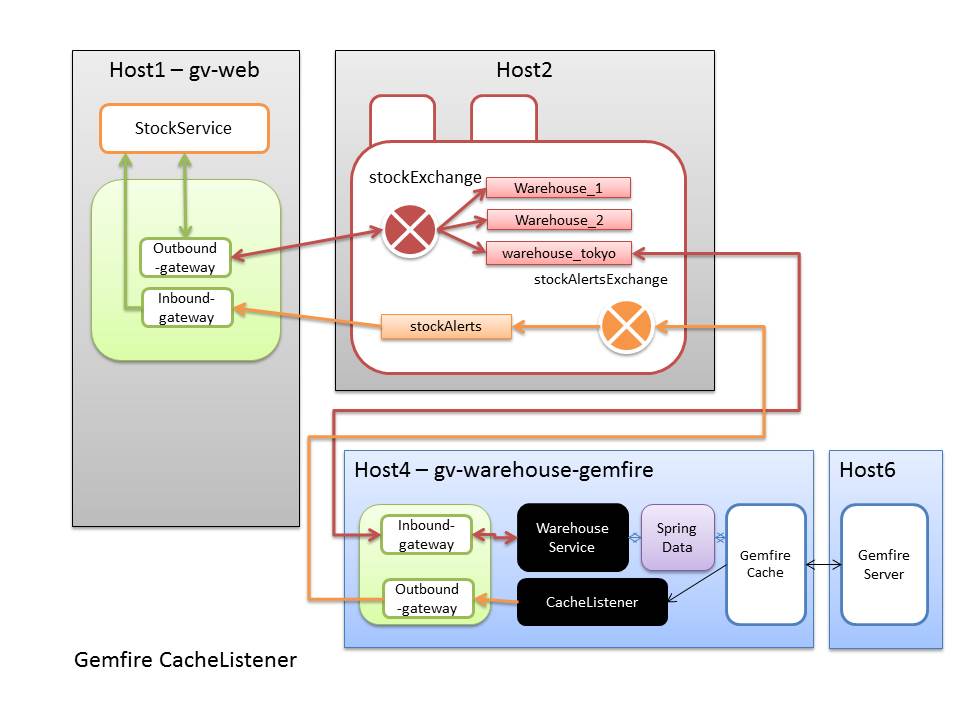 Host1 – gv-web
StockService
Outbound
-gateway
Inbound-
gateway
Host2
stockExchange
Warehouse_1
Warehouse_2
warehouse_tokyo
stockAlertsExchange
stockAlerts
Host4 – gv-warehouse-gemfire
Inbound-
gateway
Warehouse
Service
Spring
Data
Gemfire
Cache
Outbound
-gateway
CacheListener
Host6
Gemfire
Server
Gemfire CacheListener